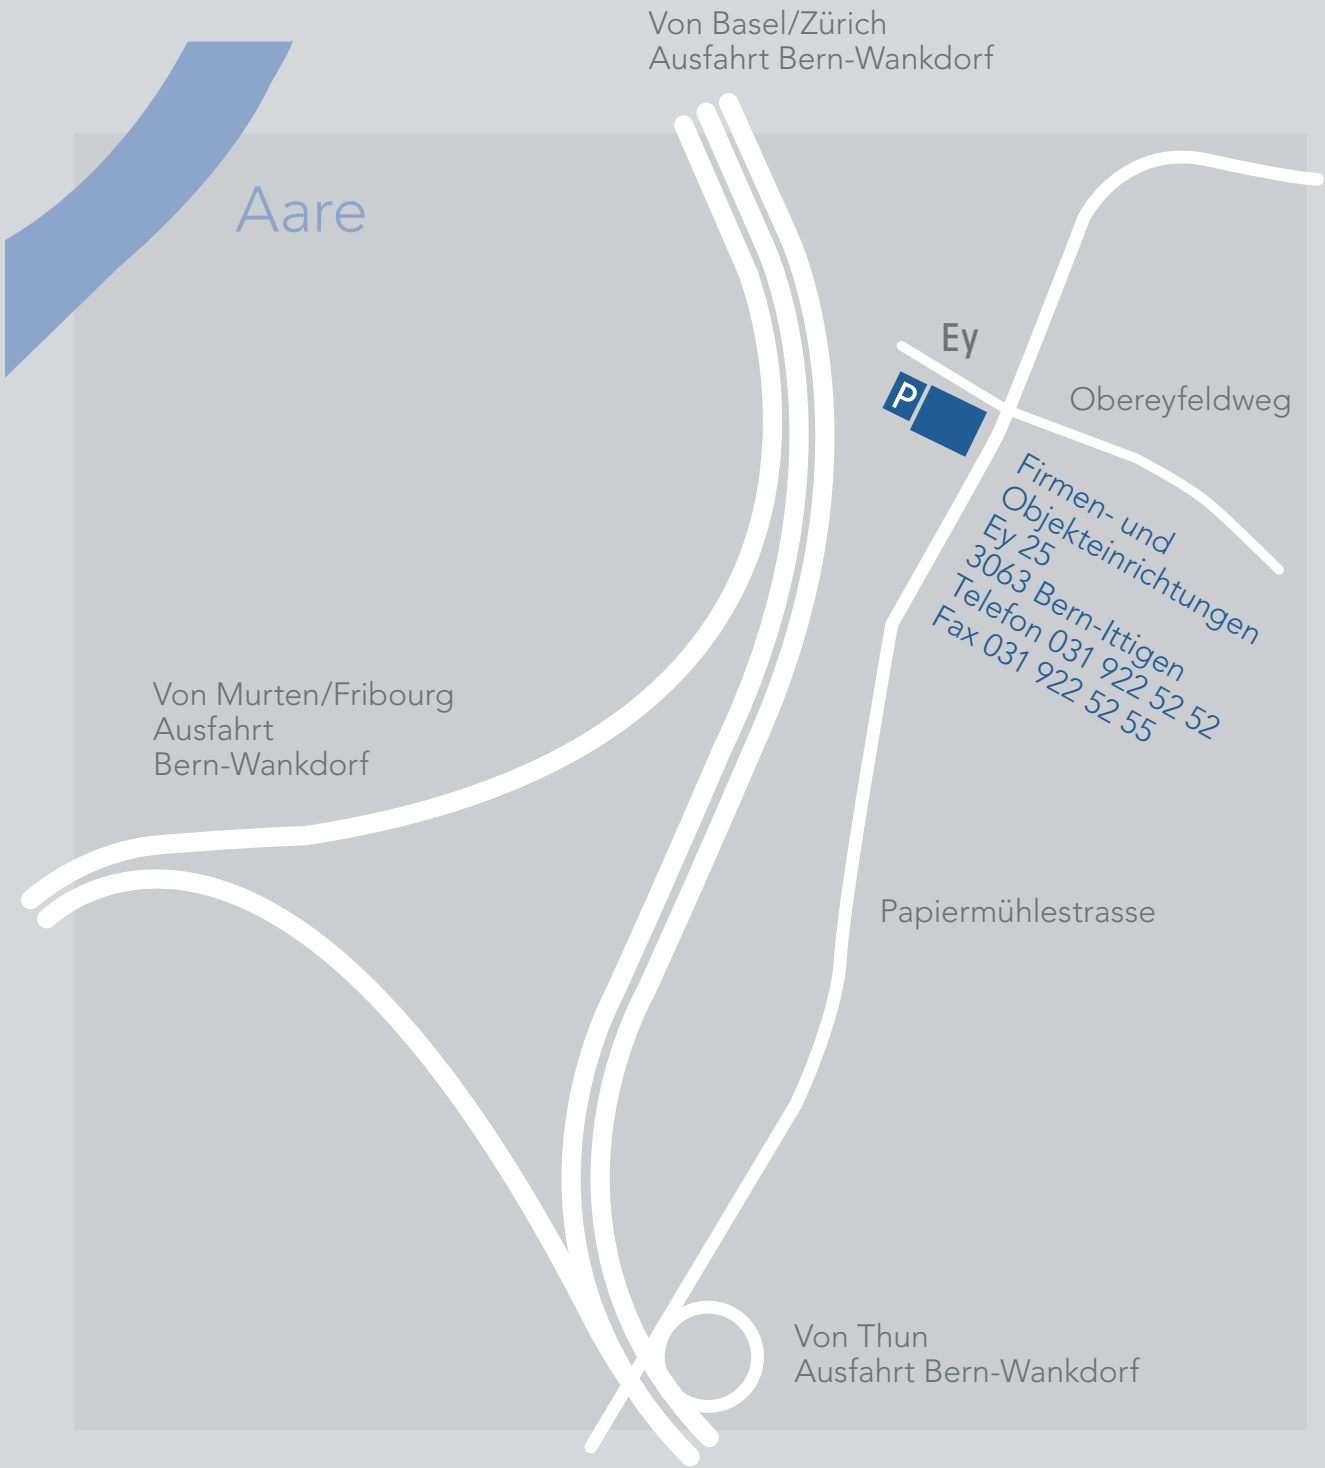 Von Basel/Zürich
Ausfahrt Bern-Wankdorf
Aare
Ey
P
Obereyfeldweg
Firmen- und
Objekteinrichtungen
Ey 25
3063 Bern-Ittigen
Telefon 031 922 52 52
Fax 031 922 52 55
Von Murten/Fribourg
Ausfahrt
Bern-Wankdorf
Papiermühlestrasse
Von Thun
Ausfahrt Bern-Wankdorf